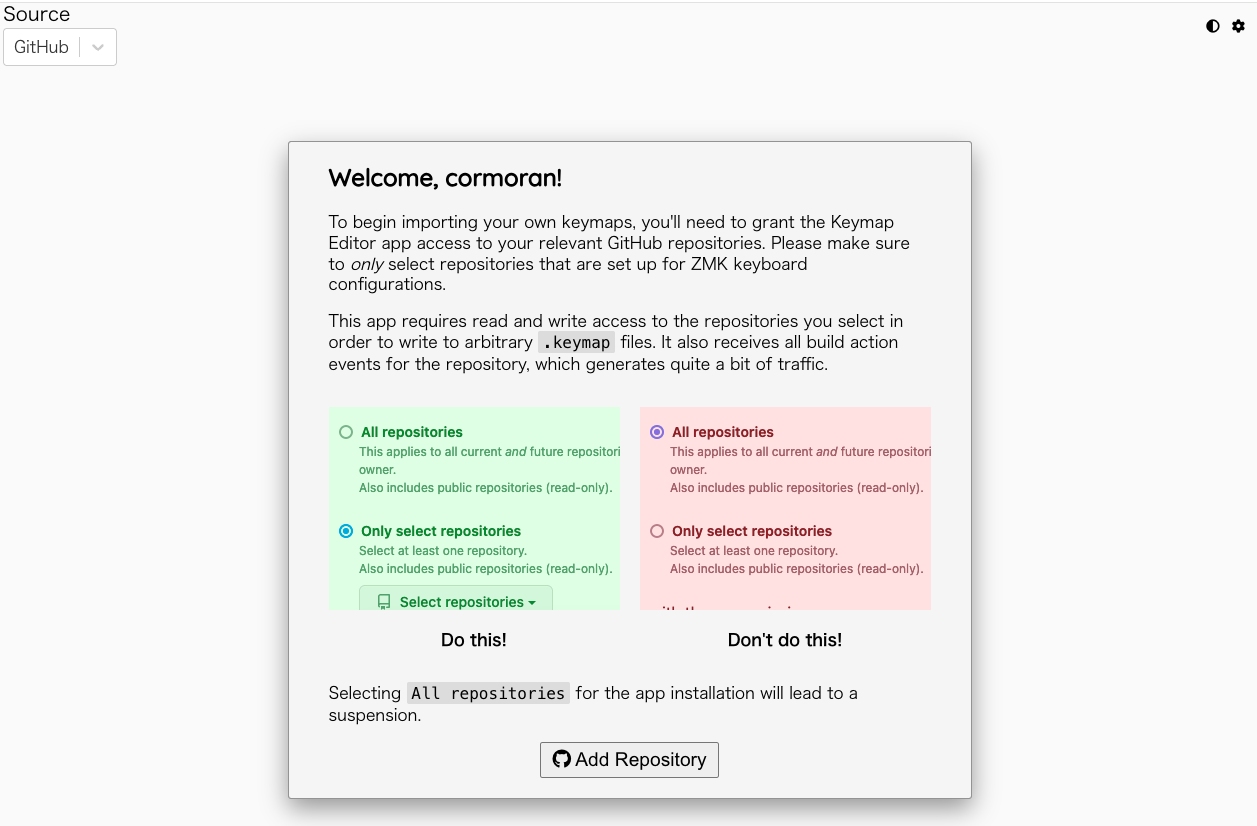 Source
GitHub
Welcome, cormoran!
To begin importing your own keymaps, you'll need to grant the Keymap
Editor app access to your relevant GitHub repositories. Please make sure
to only select repositories that are set up for ZMK keyboard
configurations.
This app requires read and write access to the repositories you select in
order to write to arbitrary .keymap files. It also receives all build action
events for the repository, which generates quite a bit of traffic.
All repositories
This applies to all current and future repositori
owner.
Also includes public repositories (read-only).
Only select repositories
Select at least one repository.
Also includes public repositories (read-only).
Select repositories
Do this!
All repositories
This applies to all current and future repositori
owner.
Also includes public repositories (read-only).
Only select repositories
Select at least one repository.
Also includes public repositories (read-only).
Don't do this!
Selecting All repositories for the app installation will lead to a
suspension.
Add Repository